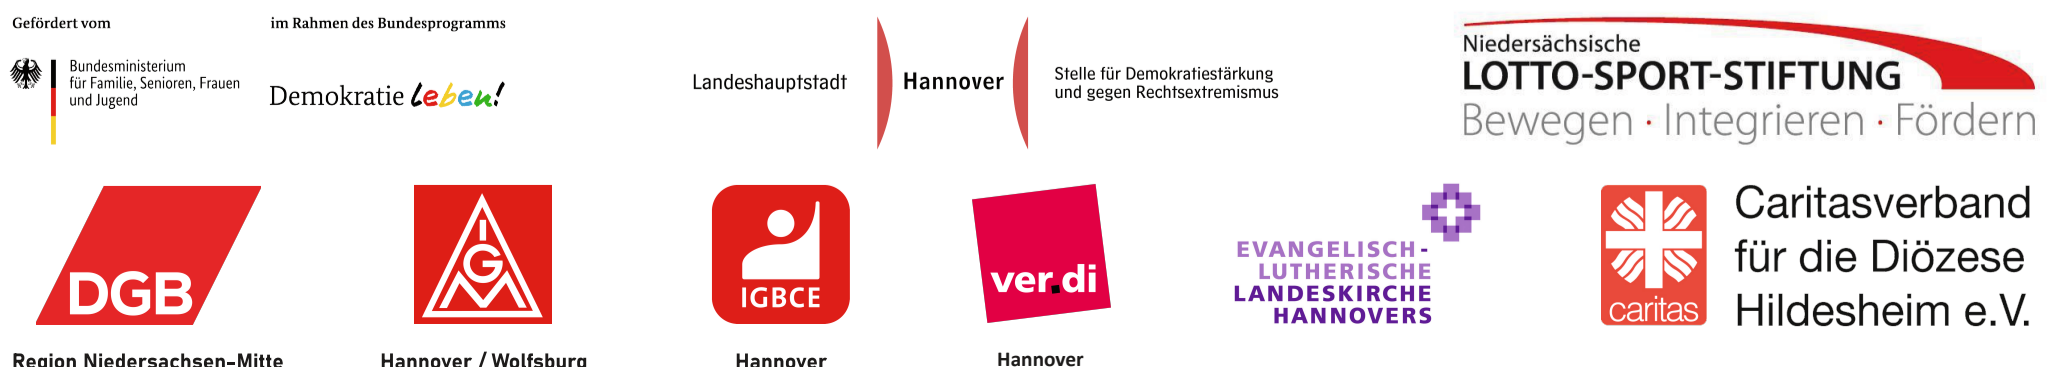 Gefördert vom
im Rahmen des Bundesprogramms
Bundesministerium
für Familie, Senioren, Frauen
und Jugend
Demokratie leben!
Landeshauptstadt
Hannover
Stelle für Demokratiestärkung
und gegen Rechtsextremismus
Niedersächsische
LOTTO-SPORT-STIFTUNG
Bewegen · Integrieren · Fördern
DGB
Region Niedersachsen-Mitte
IGM
Hannover / Wolfsburg
IGBCE
Hannover
ver.di
Hannover
EVANGELISCH-
LUTHERISCHE
LANDESKIRCHE
HANNOVERS
caritas
Caritasverband
für die Diözese
Hildesheim e.V.